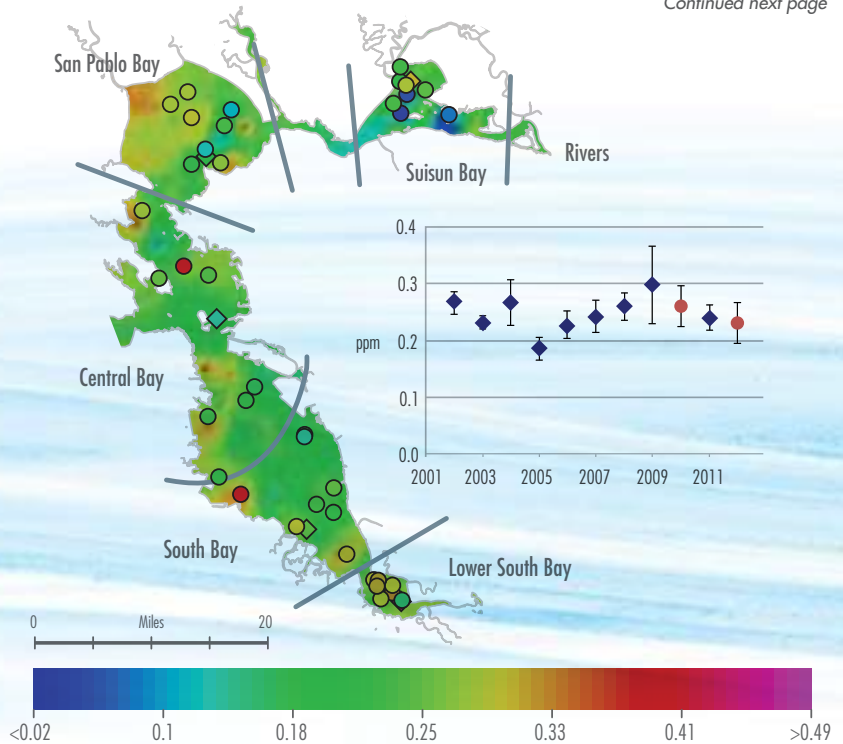 Continued next page
San Pablo Bay
Rivers
Suisun Bay
0.4
0.3
ppm
0.2
Central Bay
0.1
0.0
2001 2003 2005 2007 2009 2011
South Bay
Lower South Bay
0 Miles 20
<0.02 0.1 0.18 0.25 0.33 0.41 >0.49